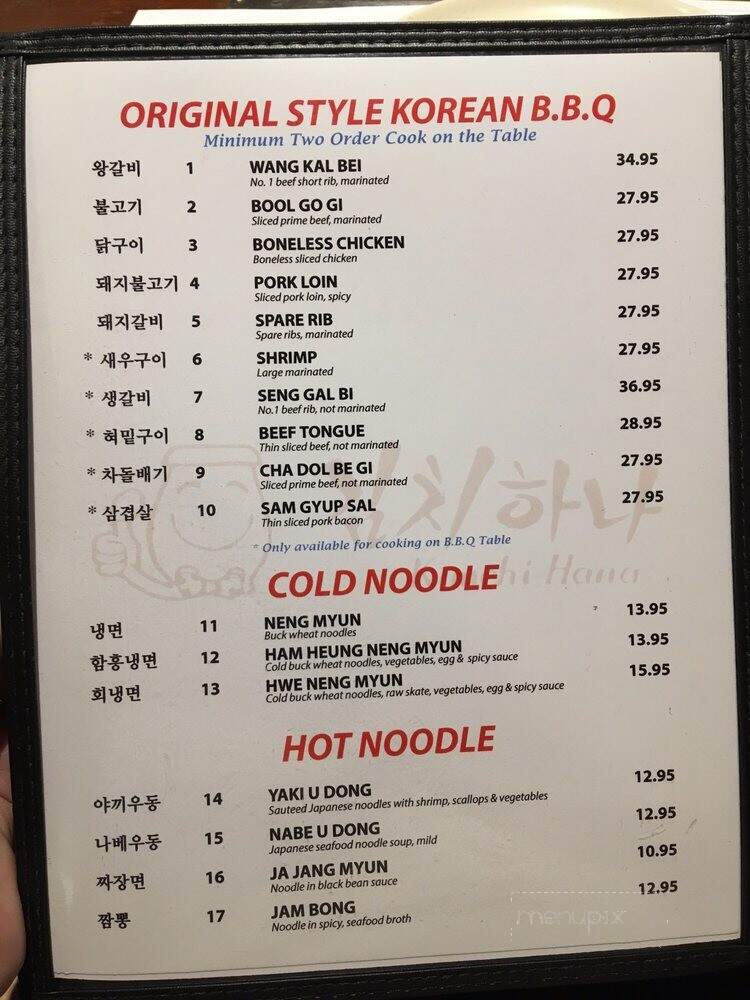 ORIGINAL STYLE KOREAN B.B.Q
Minimum Two Order Cook on the Table
왕갈비 1 WANG KAL BEI 34.95
No. 1 beef short rib, marinated
불고기 2 BOOL GO GI 27.95
Sliced prime beef, marinated
닭구이 3 BONELESS CHICKEN 27.95
Boneless sliced chicken
돼지불고기 4 PORK LOIN 27.95
Sliced pork loin, spicy
돼지갈비 5 SPARE RIB 27.95
Spare ribs, marinated
* 새우구이 6 SHRIMP 27.95
Large marinated
* 생갈비 7 SENG GAL BI 36.95
No.1 beef rib, not marinated
* 혀밑구이 8 BEEF TONGUE 28.95
Thin sliced beef, not marinated
* 차돌배기 9 CHA DOL BE GI 27.95
Sliced prime beef, not marinated
* 삼겹살 10 SAM GYUP SAL 27.95
Thin sliced pork bacon
* Only available for cooking on B.B.Q Table
COLD NOODLE
냉면 11 NENG MYUN 13.95
Buck wheat noodles
함흥냉면 12 HAM HEUNG NENG MYUN 13.95
Cold buck wheat noodles, vegetables, egg & spicy sauce
회냉면 13 HWE NENG MYUN 15.95
Cold buck wheat noodles, raw skate, vegetables, egg & spicy sauce
HOT NOODLE
야끼우동 14 YAKI U DONG 12.95
Sauteed Japanese noodles with shrimp, scallops & vegetables
나베우동 15 NABE U DONG 12.95
Japanese seafood noodle soup, mild
짜장면 16 JA JANG MYUN 10.95
Noodle in black bean sauce
짬뽕 17 JAM BONG 12.95
Noodle in spicy, seafood broth
menupix